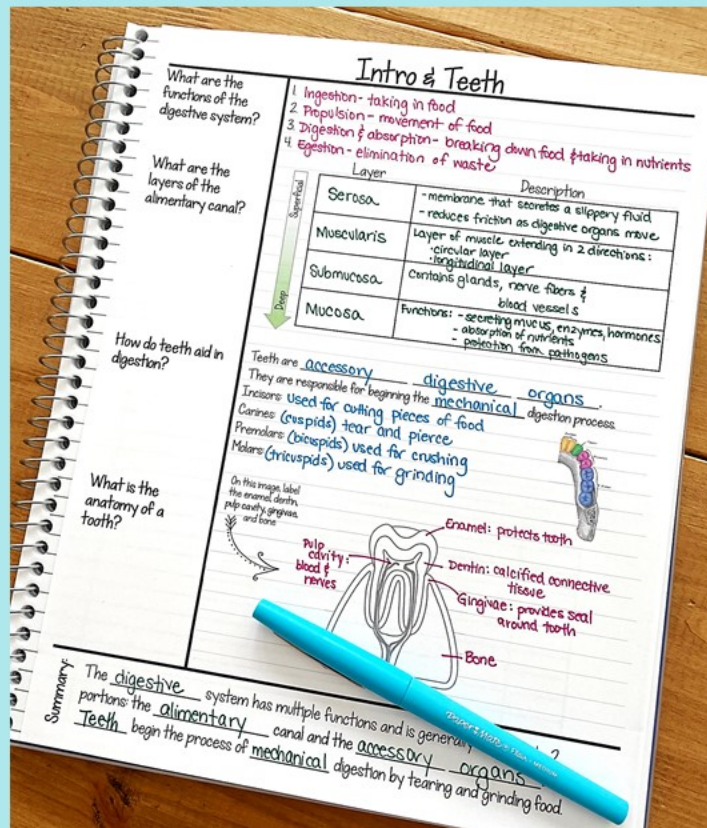 Intro & Teeth
What are the
functions of the
digestive system?
1. Ingestion - taking in food
2. Propulsion - movement of food
3. Digestion & absorption - breaking down food & taking in nutrients
4. Egestion - elimination of waste
What are the
layers of the
alimentary canal?
Superficial
Deep
Layer Description
Serosa
-membrane that secretes a slippery fluid
-reduces friction as digestive organs move
Muscularis
Layer of muscle extending in 2 directions:
•circular layer
•longitudinal layer
Submucosa
Contains glands, nerve fibers &
blood vessels
Mucosa
Functions: - secreting mucus, enzymes, hormones
- absorption of nutrients
- protection from pathogens
How do teeth aid in
digestion?
Teeth are accessory digestive organs.
They are responsible for beginning the mechanical digestion process.
Incisors: used for cutting pieces of food
Canines: (cuspids) tear and pierce
Premolars: (bicuspids) used for crushing
Molars: (tricuspids) used for grinding
What is the
anatomy of a
tooth?
On this image, label
the enamel, dentin,
pulp cavity, gingivae,
and bone
Pulp
cavity:
blood &
nerves
Enamel: protects tooth
Dentin: calcified connective
tissue
Gingivae: provides seal
around tooth
Bone
Summary:
The digestive system has multiple functions and is
portions: the alimentary canal and the accessory organs.
Teeth begin the process of mechanical digestion by tearing and grinding food.
Paper Mate